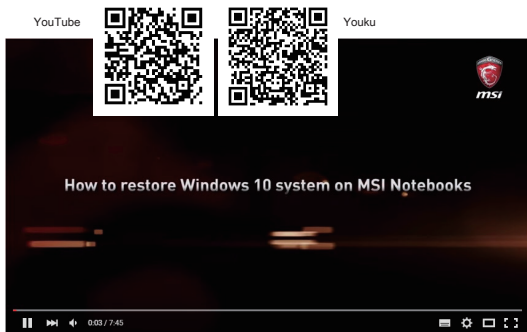 YouTube
Youku
msi
How to restore Windows 10 system on MSI Notebooks
0:03 / 7:45